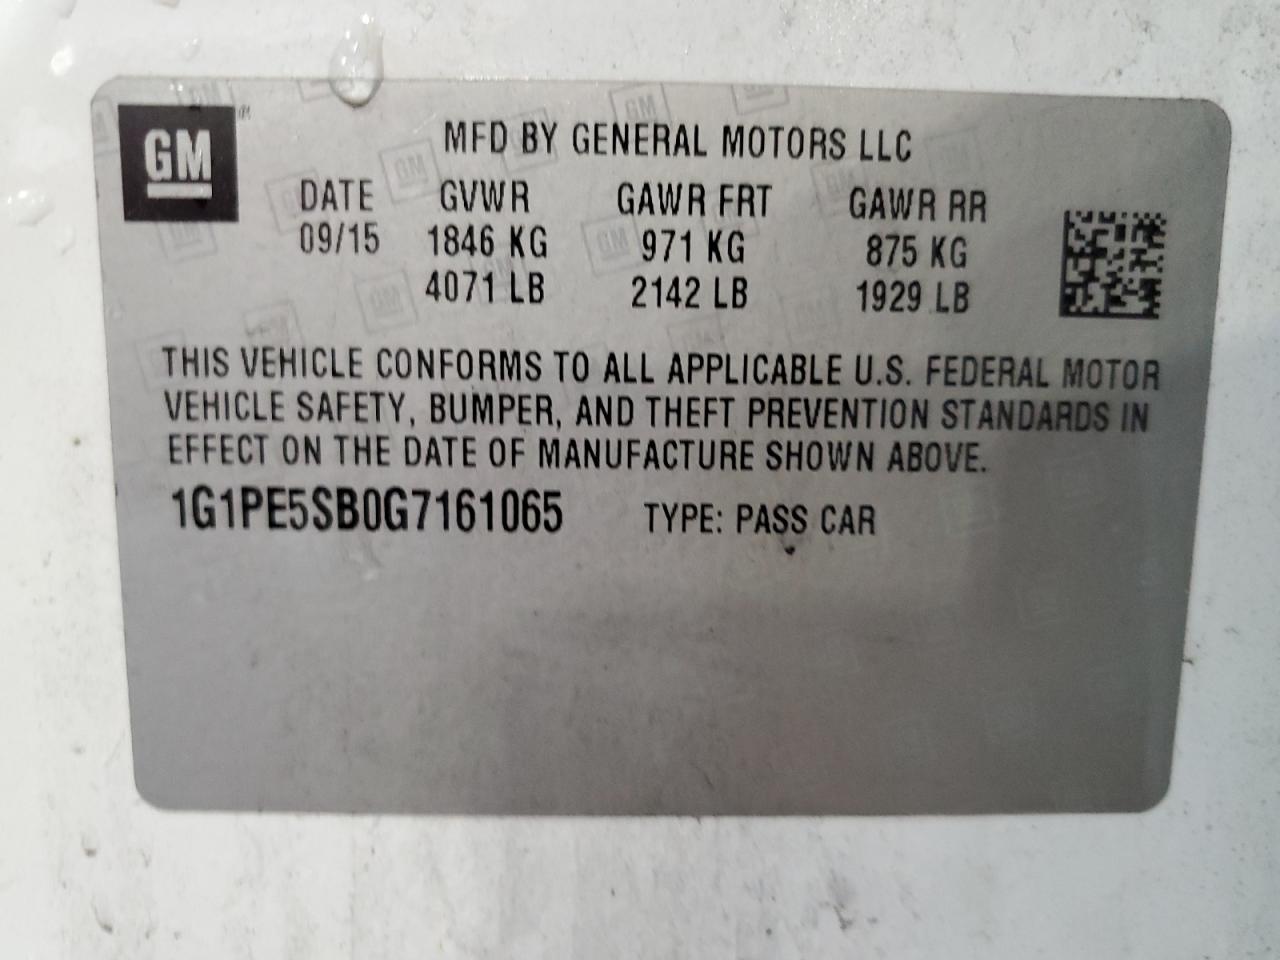 GM
MFD BY GENERAL MOTORS LLC
DATE GVWR GAWR FRT GAWR RR
09/15 1846 KG 971 KG 875 KG
4071 LB 2142 LB 1929 LB
THIS VEHICLE CONFORMS TO ALL APPLICABLE U.S. FEDERAL MOTOR
VEHICLE SAFETY, BUMPER, AND THEFT PREVENTION STANDARDS IN
EFFECT ON THE DATE OF MANUFACTURE SHOWN ABOVE.
1G1PE5SB0G7161065 TYPE: PASS CAR